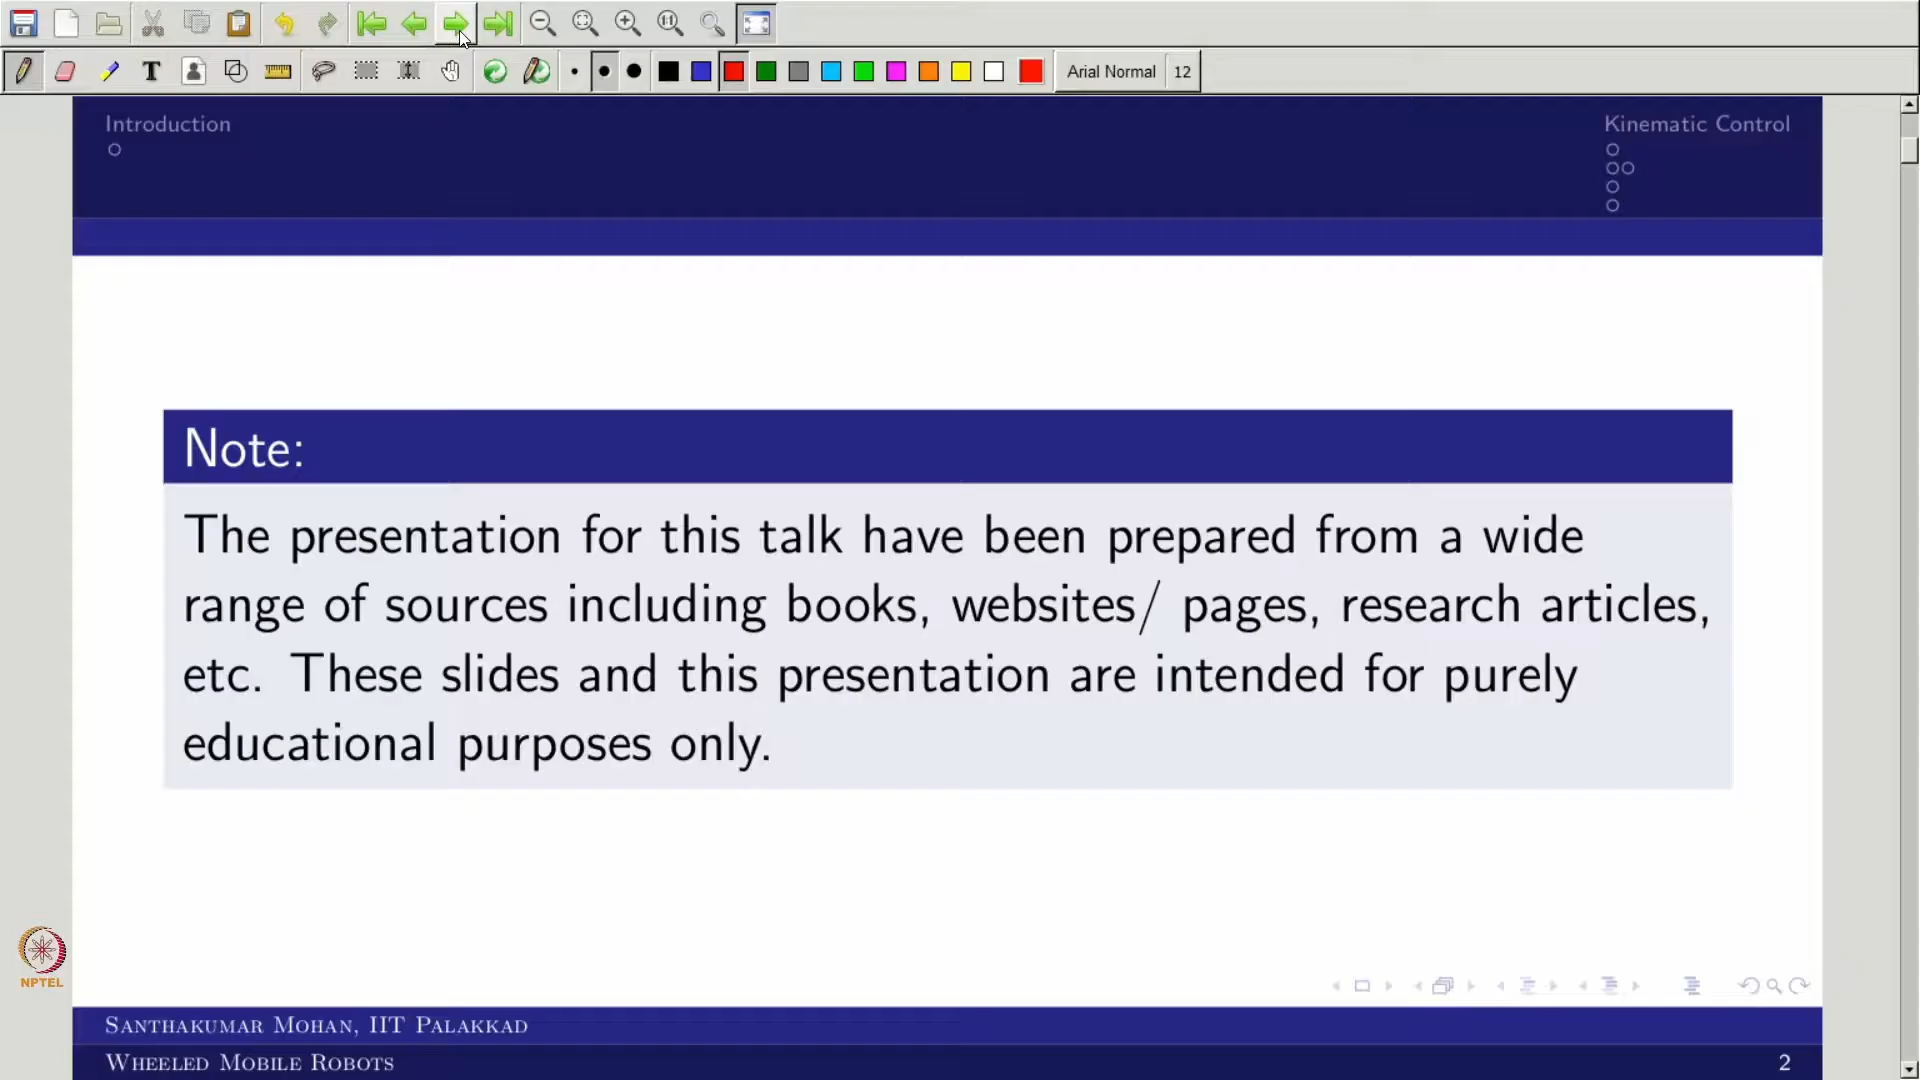 Arial Normal 12
Introduction
Kinematic Control
Note:
The presentation for this talk have been prepared from a wide
range of sources including books, websites/ pages, research articles,
etc. These slides and this presentation are intended for purely
educational purposes only.
NPTEL
Santhakumar Mohan, IIT Palakkad
Wheeled Mobile Robots
2